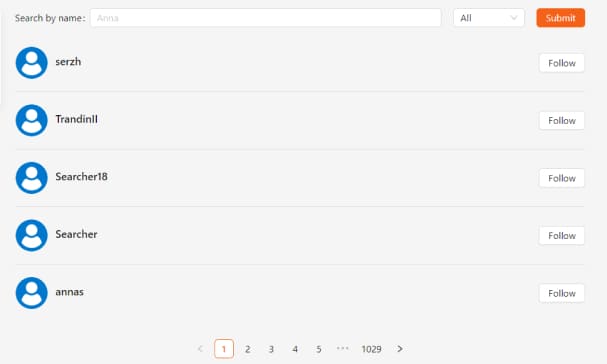 Search by name: Anna All Submit
serzh Follow
TrandinII Follow
Searcher18 Follow
Searcher Follow
annas Follow
< 1 2 3 4 5 ••• 1029 >